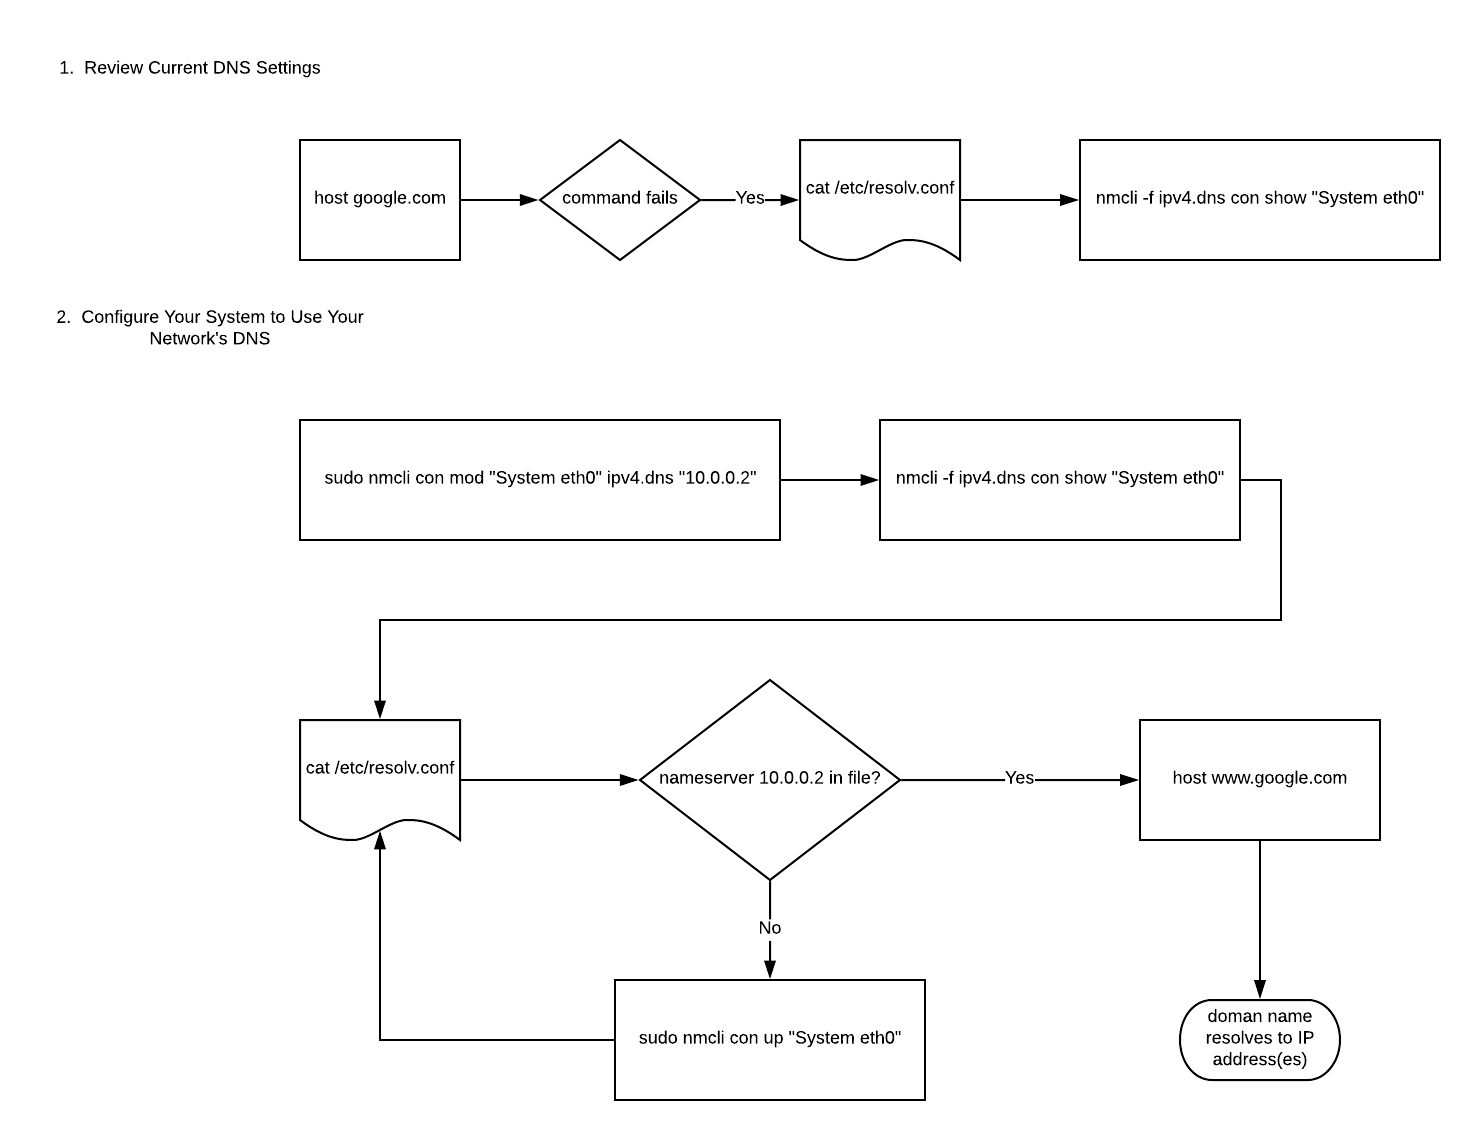 1.  Review Current DNS Settings
host google.com
command fails
Yes
cat /etc/resolv.conf
nmcli -f ipv4.dns con show "System eth0"
2.  Configure Your System to Use Your
Network's DNS
sudo nmcli con mod "System eth0" ipv4.dns "10.0.0.2"
nmcli -f ipv4.dns con show "System eth0"
cat /etc/resolv.conf
nameserver 10.0.0.2 in file?
Yes
host www.google.com
No
sudo nmcli con up "System eth0"
doman name
resolves to IP
address(es)